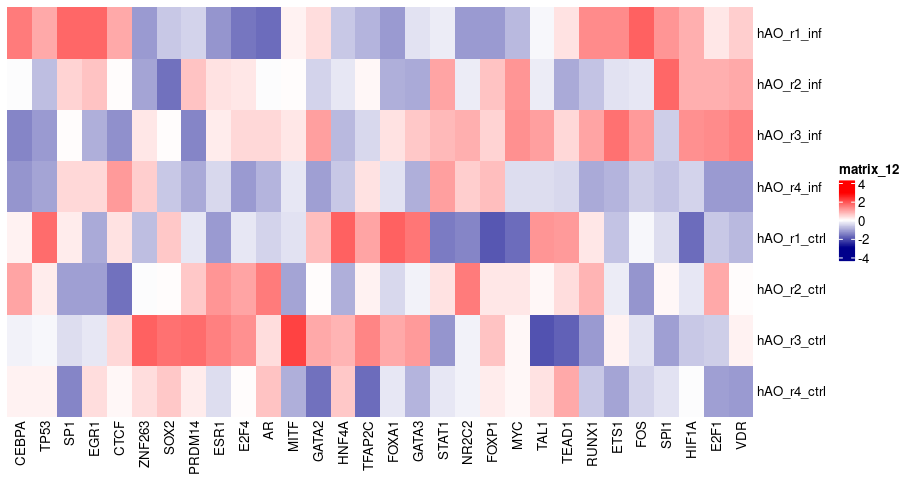 hAO_r1_inf
hAO_r2_inf
hAO_r3_inf
hAO_r4_inf
hAO_r1_ctrl
hAO_r2_ctrl
hAO_r3_ctrl
hAO_r4_ctrl
matrix_12
4
2
0
-2
-4
CEBPA
TP53
SP1
EGR1
CTCF
ZNF263
SOX2
PRDM14
ESR1
E2F4
AR
MITF
GATA2
HNF4A
TFAP2C
FOXA1
GATA3
STAT1
NR2C2
FOXP1
MYC
TAL1
TEAD1
RUNX1
ETS1
FOS
SPI1
HIF1A
E2F1
VDR